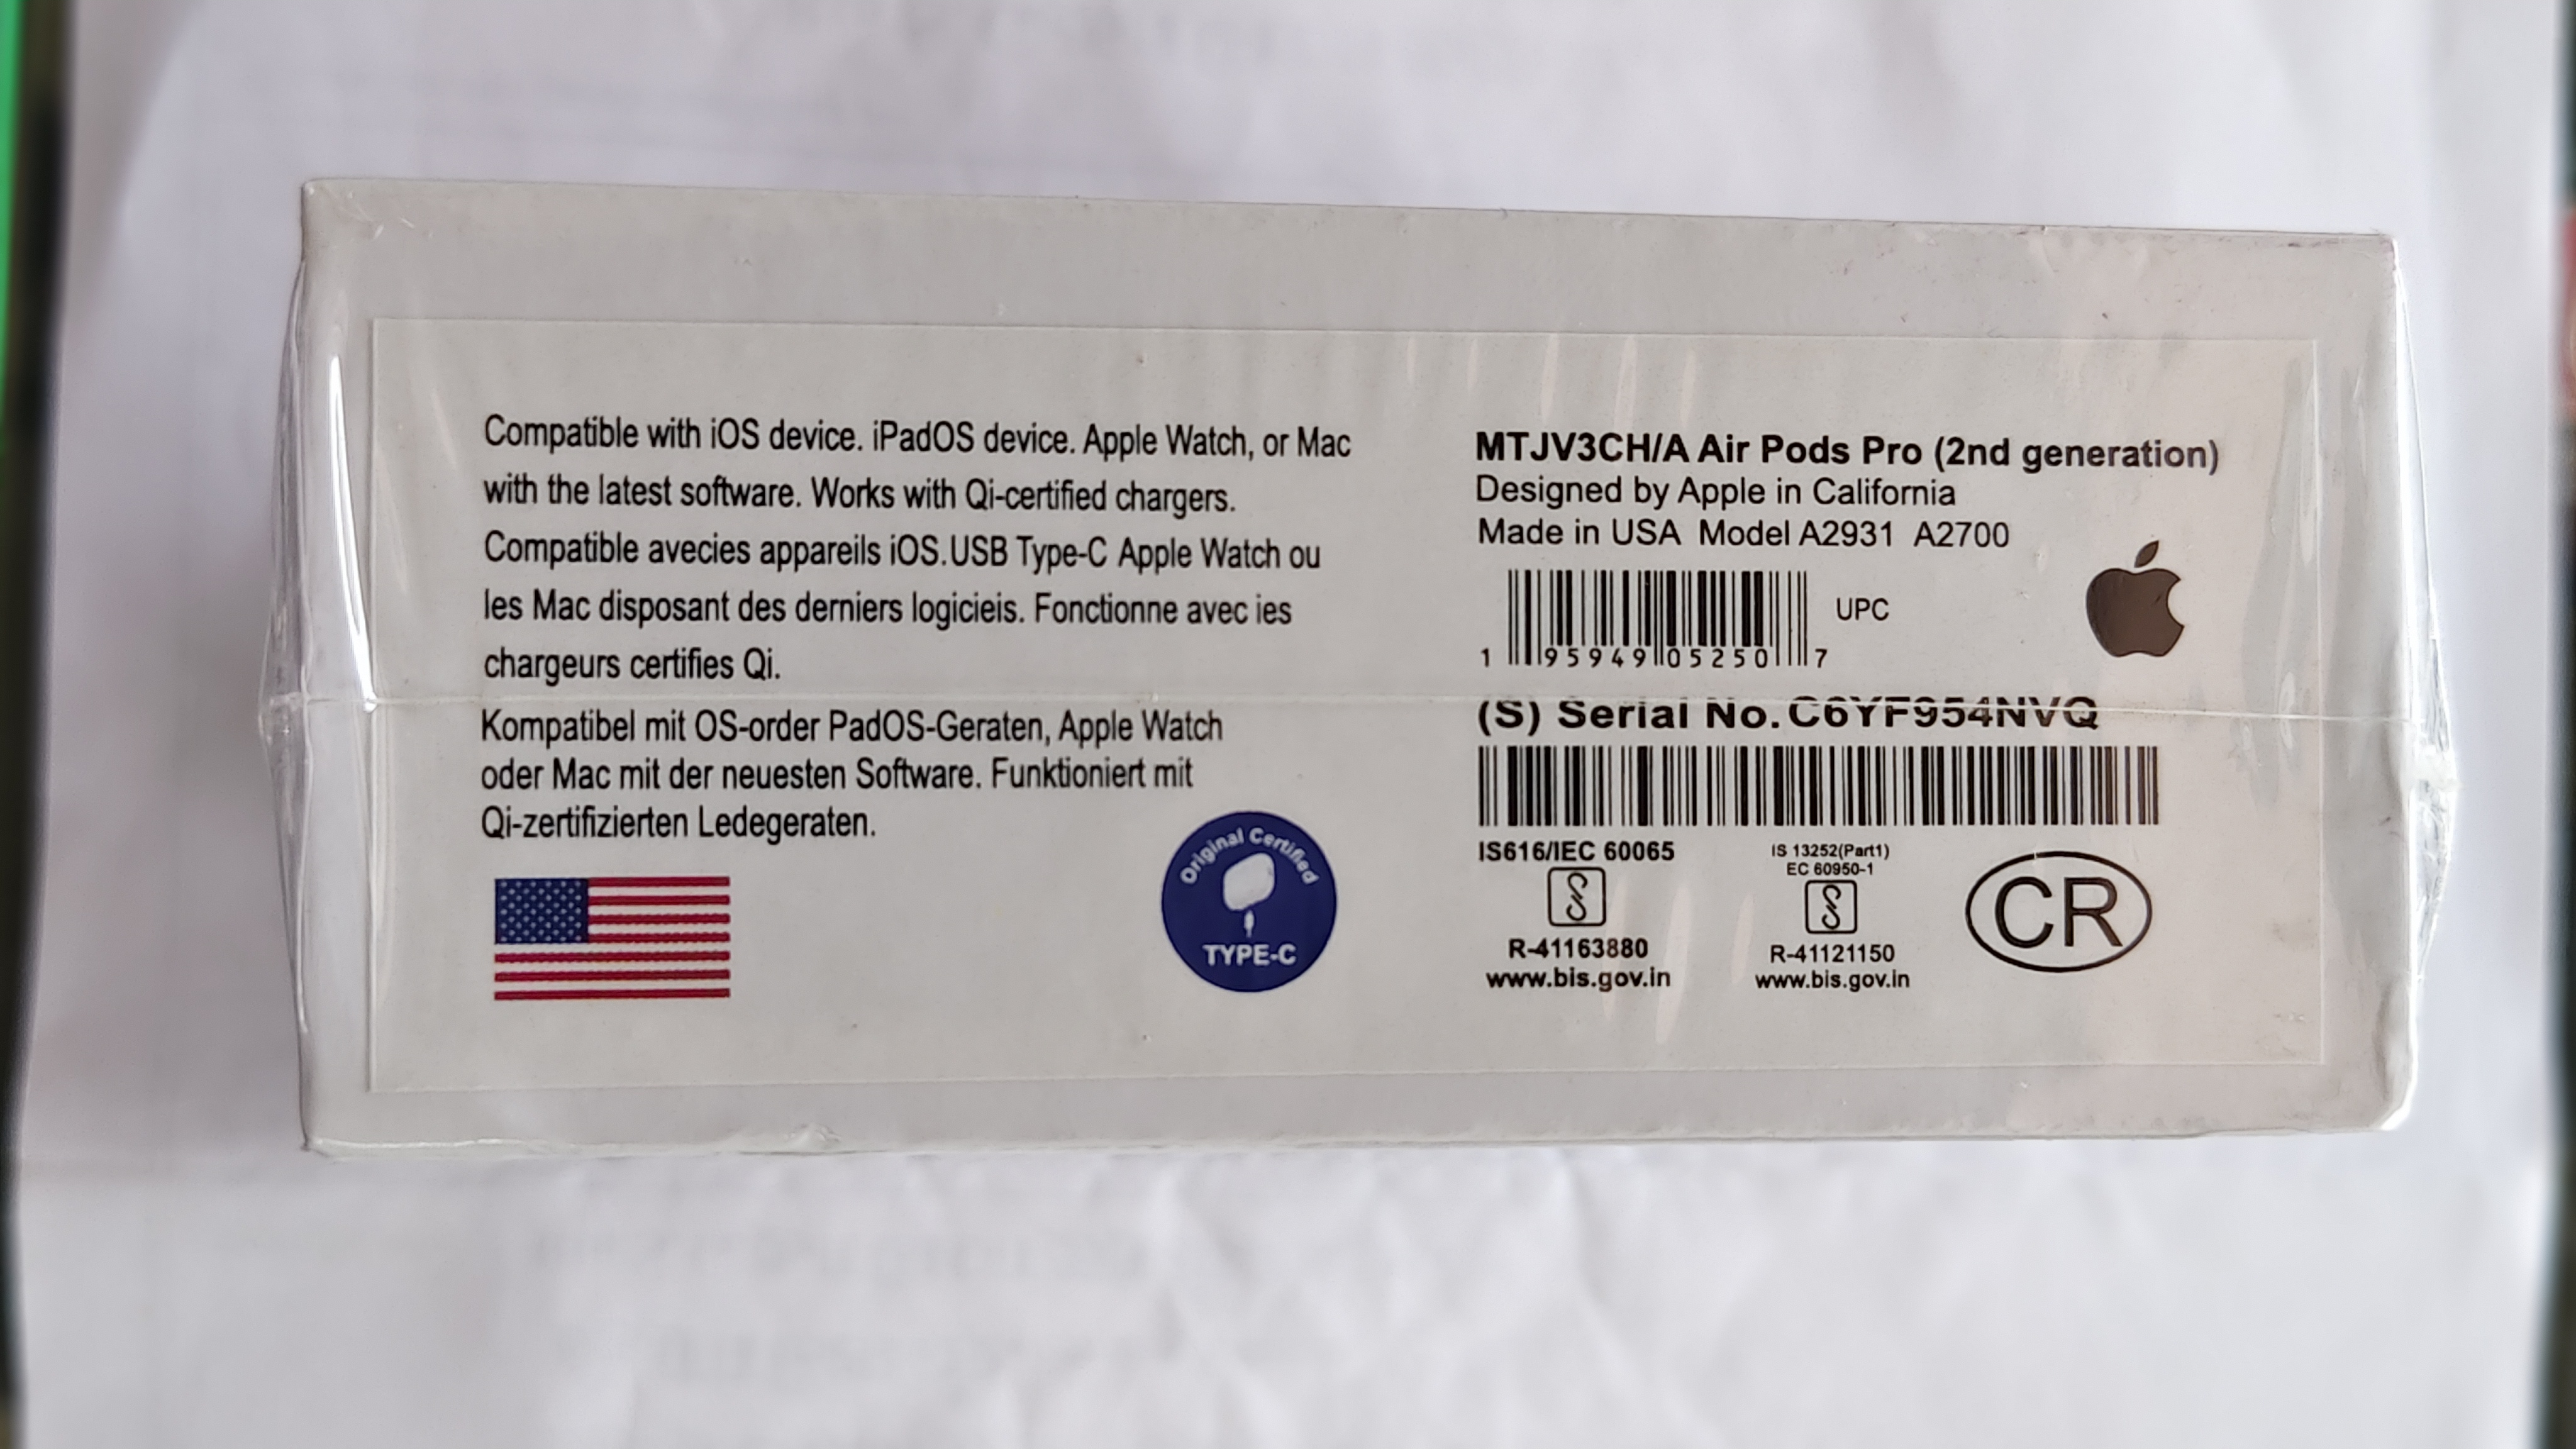 Compatible with iOS device. iPadOS device. Apple Watch, or Mac
with the latest software. Works with Qi-certified chargers.
Compatible avecies appareils iOS.USB Type-C Apple Watch ou
les Mac disposant des derniers logicieis. Fonctionne avec ies
chargeurs certifies Qi.
Kompatibel mit OS-order PadOS-Geraten, Apple Watch
oder Mac mit der neuesten Software. Funktioniert mit
Qi-zertifizierten Ledegeraten.
Original Certified
TYPE-C
MTJV3CH/A Air Pods Pro (2nd generation)
Designed by Apple in California
Made in USA Model A2931 A2700
UPC
1 95949 05250 7
(S) Serial No. C6YF954NVQ
IS616/IEC 60065
R-41163880
www.bis.gov.in
IS 13252(Part1)
EC 60950-1
R-41121150
www.bis.gov.in
CR